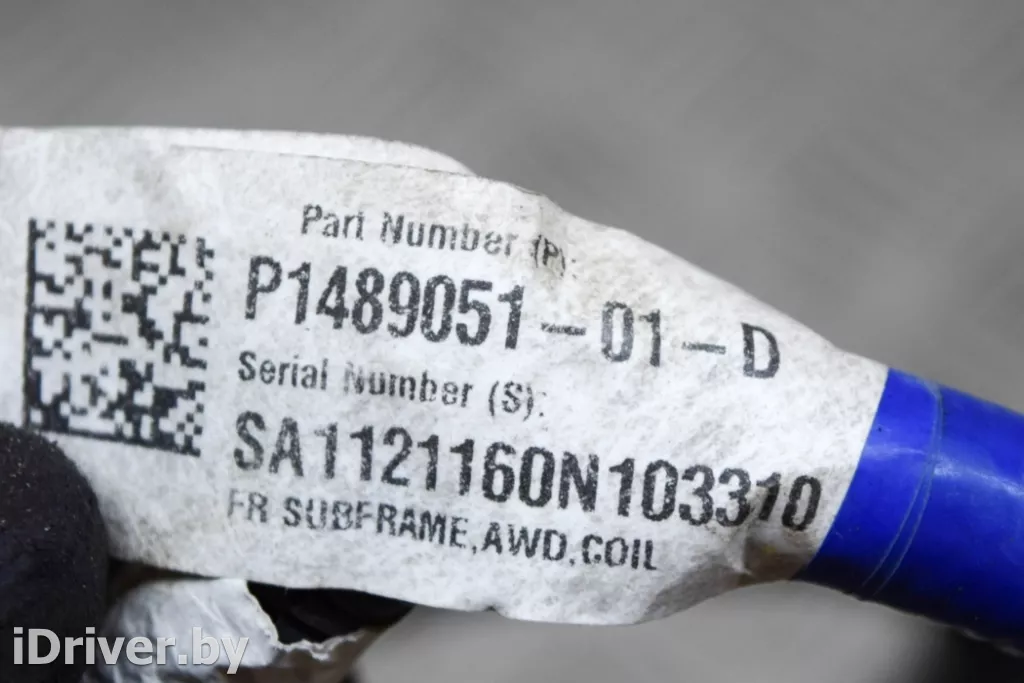 Part Number (P):
P1489051-01-D
Serial Number (S):
SA1121160N103310
FR SUBFRAME,AWD,COIL
iDriver.by